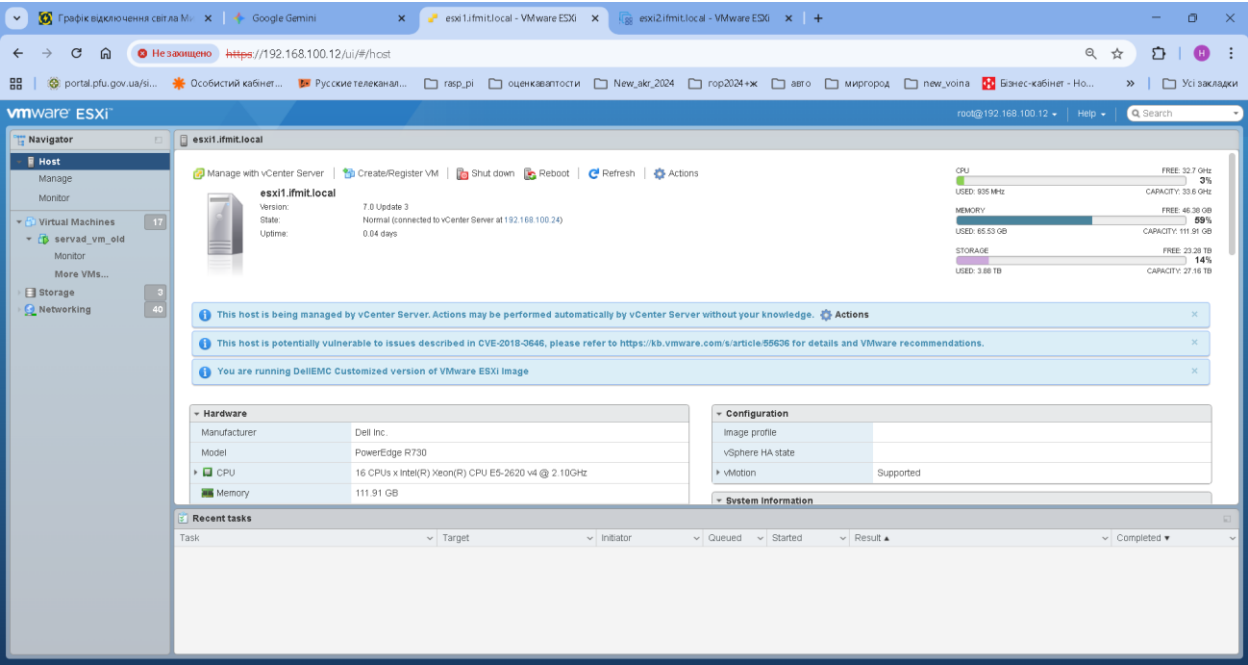 Графік відключення світла Ми
Google Gemini
esxi1.ifmit.local - VMware ESXi
esxi2.ifmit.local - VMware ESXi
Не захищено
https://192.168.100.12/ui/#/host
portal.pfu.gov.ua/si...
Особистий кабінет...
Русские телеканал...
rasp_pi
оценкаваптости
New_akr_2024
гор2024+ж
авто
миргород
new_voina
Бізнес-кабінет - Но...
Усі закладки
vmware ESXi™
root@192.168.100.12
Help
Search
Navigator
Host
Manage
Monitor
Virtual Machines 17
servad_vm_old
Monitor
More VMs...
Storage 3
Networking 40
esxi1.ifmit.local
Manage with vCenter Server
Create/Register VM
Shut down
Reboot
Refresh
Actions
esxi1.ifmit.local
Version: 7.0 Update 3
State: Normal (connected to vCenter Server at 192.168.100.24)
Uptime: 0.04 days
CPU FREE: 32.7 GHz
3%
USED: 935 MHz CAPACITY: 33.6 GHz
MEMORY FREE: 46.38 GB
59%
USED: 65.53 GB CAPACITY: 111.91 GB
STORAGE FREE: 23.28 TB
14%
USED: 3.88 TB CAPACITY: 27.16 TB
This host is being managed by vCenter Server. Actions may be performed automatically by vCenter Server without your knowledge. Actions
This host is potentially vulnerable to issues described in CVE-2018-3646, please refer to https://kb.vmware.com/s/article/55636 for details and VMware recommendations.
You are running DellEMC Customized version of VMware ESXi Image
Hardware
Manufacturer Dell Inc.
Model PowerEdge R730
CPU 16 CPUs x Intel(R) Xeon(R) CPU E5-2620 v4 @ 2.10GHz
Memory 111.91 GB
Configuration
Image profile
vSphere HA state
vMotion Supported
System Information
Recent tasks
Task Target Initiator Queued Started Result Completed